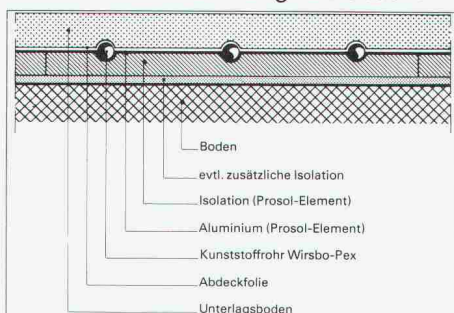 Boden
evtl. zusätzliche Isolation
Isolation (Prosol-Element)
Aluminium (Prosol-Element)
Kunststoffrohr Wirsbo-Pex
Abdeckfolie
Unterlagsboden